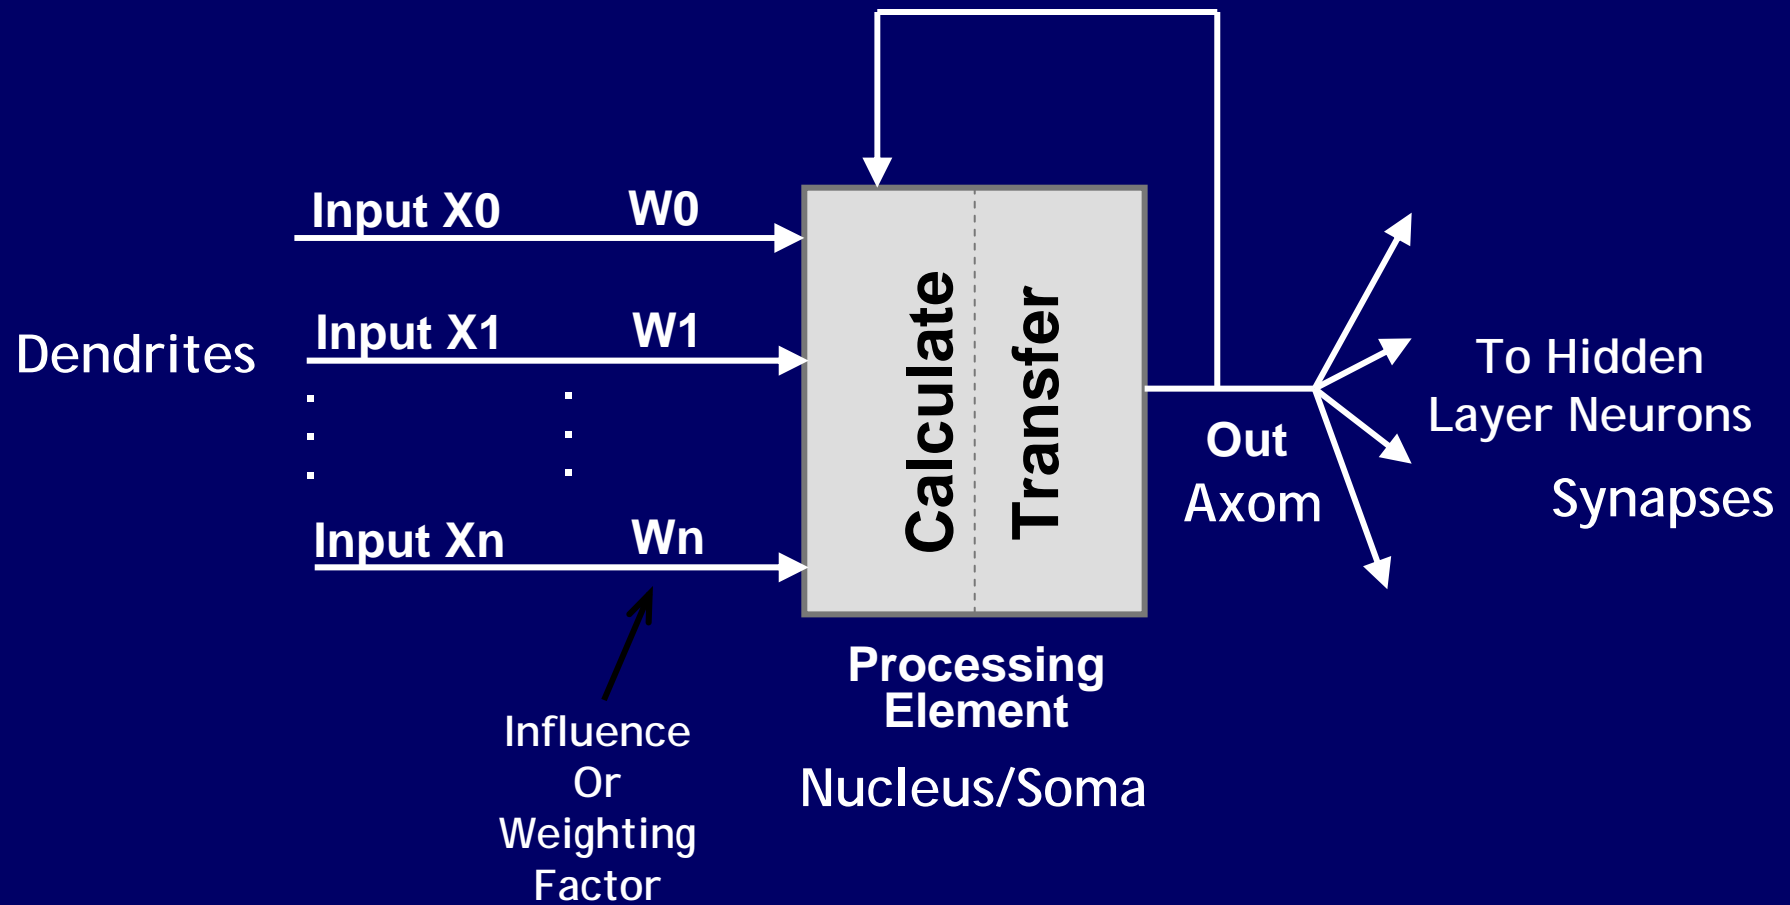 Input X0 W0
Input X1 W1
Dendrites
Input Xn Wn
Calculate
Transfer
To Hidden
Layer Neurons
Out
Axom
Synapses
Processing
Element
Nucleus/Soma
Influence
Or
Weighting
Factor